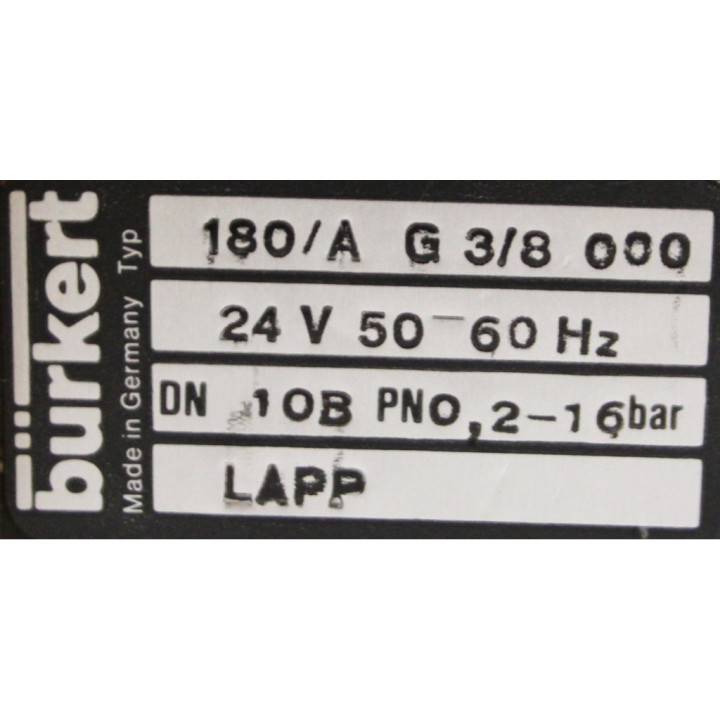 bürkert
Made in Germany Typ
180/A G 3/8 000
24 V 50-60 Hz
DN 10B PN0,2-16bar
LAPP